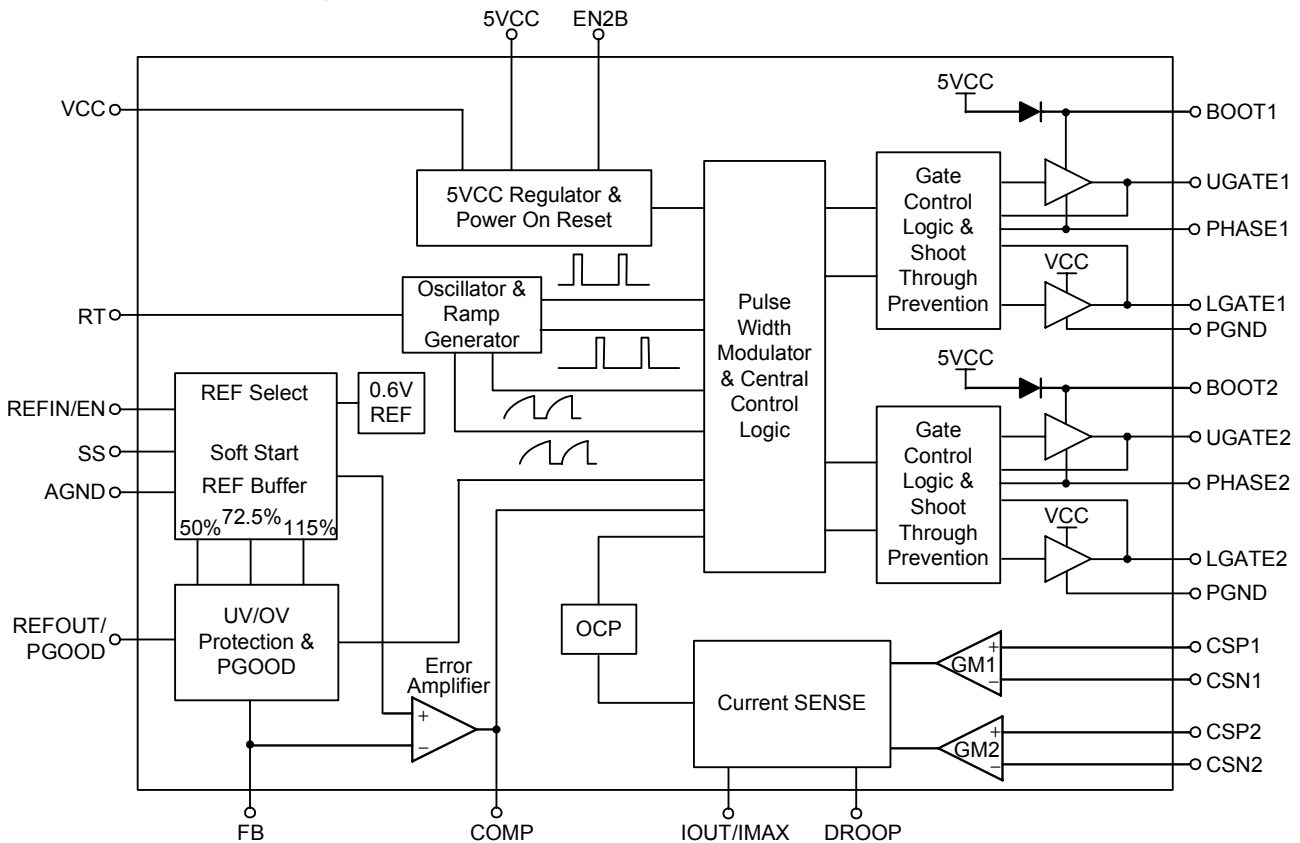 5VCC EN2B
VCC
5VCC
BOOT1
5VCC Regulator &
Power On Reset
Gate
Control
Logic &
Shoot
Through
Prevention
UGATE1
PHASE1
VCC
LGATE1
PGND
RT
Oscillator &
Ramp
Generator
Pulse
Width
Modulator
& Central
Control
Logic
5VCC
BOOT2
REFIN/EN
SS
AGND
REF Select
Soft Start
REF Buffer
50% 72.5% 115%
0.6V
REF
Gate
Control
Logic &
Shoot
Through
Prevention
UGATE2
PHASE2
VCC
LGATE2
PGND
REFOUT/
PGOOD
UV/OV
Protection &
PGOOD
OCP
Error
Amplifier
+
−
Current SENSE
GM1
+
−
CSP1
CSN1
GM2
+
−
CSP2
CSN2
FB
COMP
IOUT/IMAX
DROOP